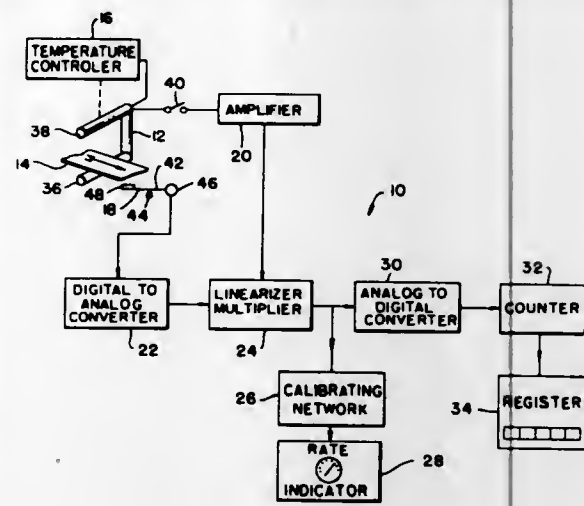 16
TEMPERATURE
CONTROLER
40
AMPLIFIER
20
38
12
14
42
36
48
18
44
46
10
DIGITAL TO
ANALOG
CONVERTER
22
LINEARIZER
MULTIPLIER
24
30
ANALOG TO
DIGITAL
CONVERTER
32
COUNTER
26
CALIBRATING
NETWORK
34
REGISTER
RATE
INDICATOR
28